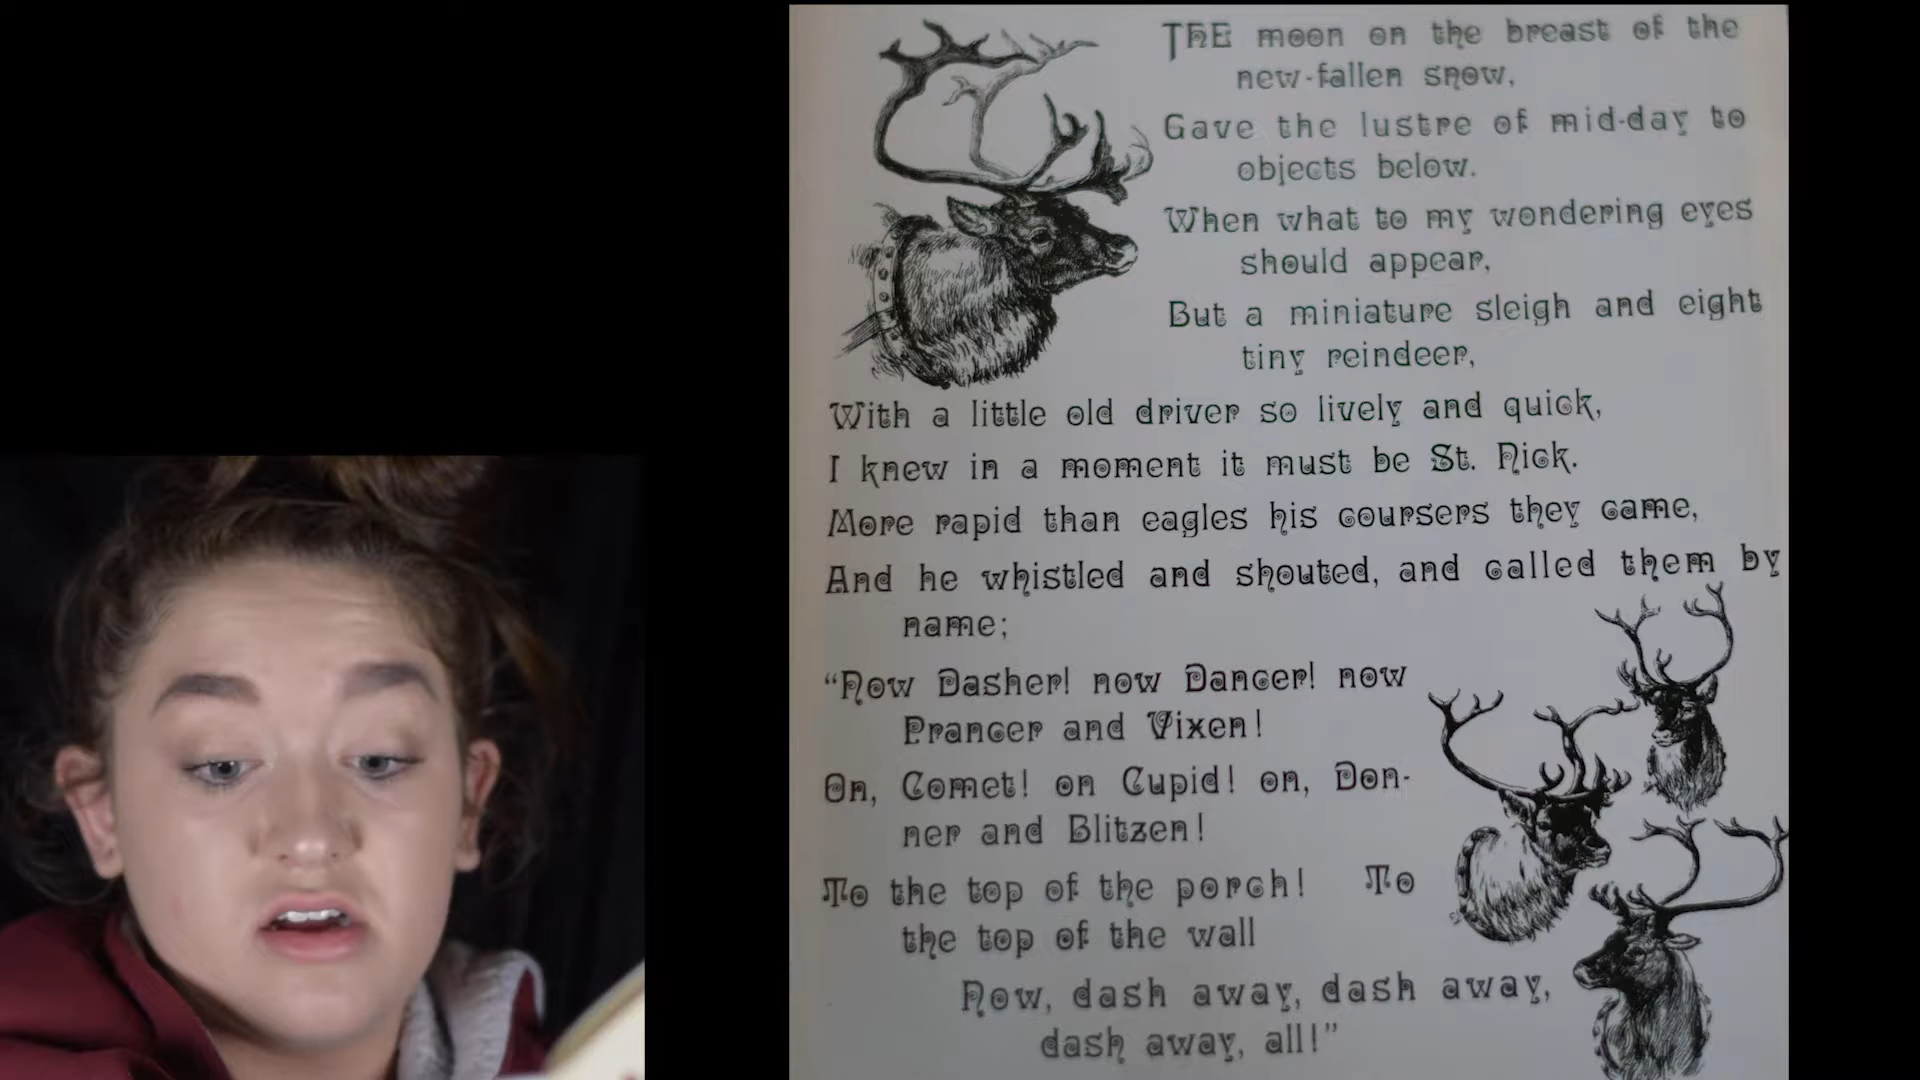 THE moon on the breast of the
new-fallen snow,
Gave the lustre of mid-day to
objects below.
When what to my wondering eyes
should appear,
But a miniature sleigh and eight
tiny reindeer,
With a little old driver so lively and quick,
I knew in a moment it must be St. Nick.
More rapid than eagles his coursers they came,
And he whistled and shouted, and called them by
name;
“Now Dasher! now Dancer! now
Prancer and Vixen!
On, Comet! on Cupid! on, Don-
ner and Blitzen!
To the top of the porch! To
the top of the wall
Now, dash away, dash away,
dash away, all!”